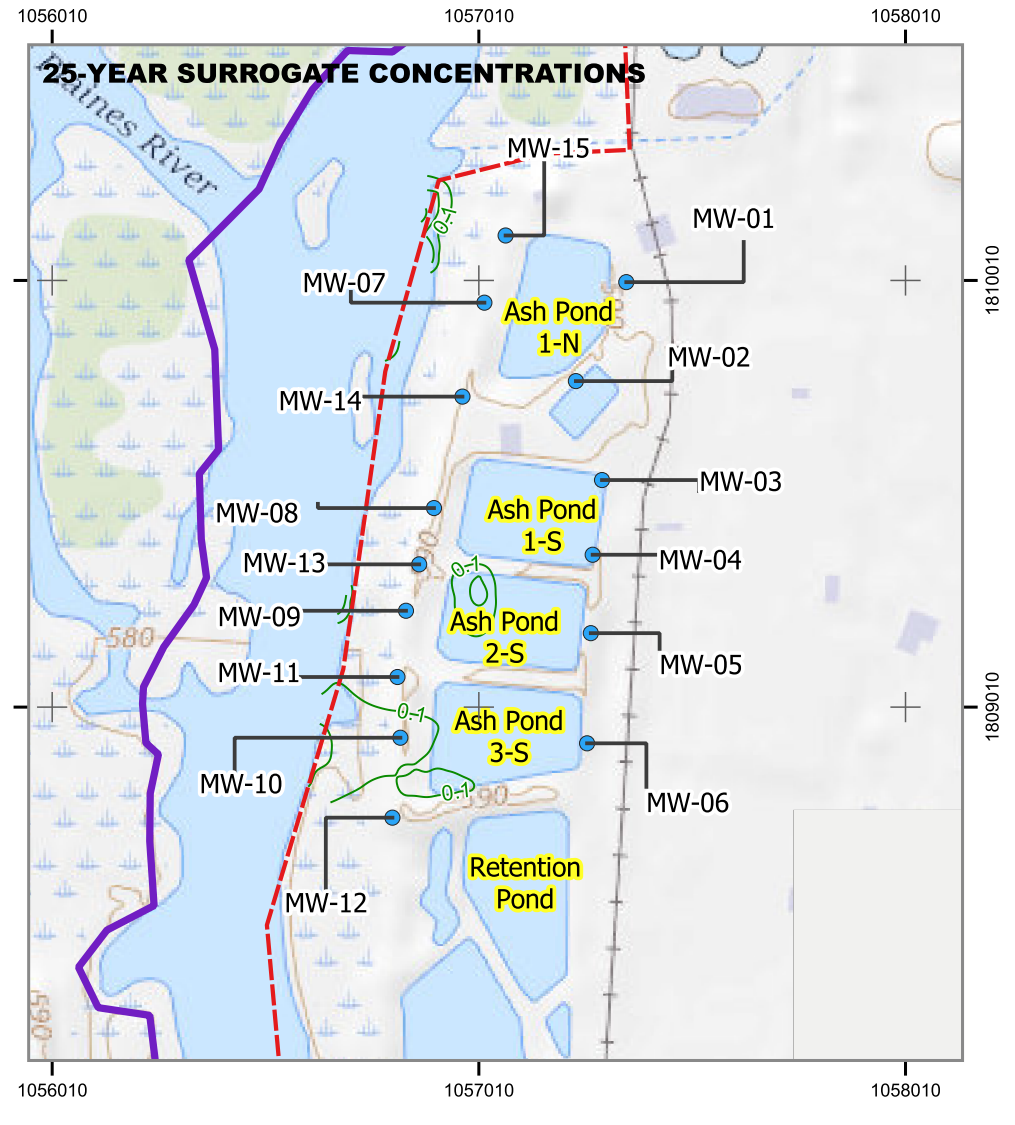 1056010
1057010
1058010
25-YEAR SURROGATE CONCENTRATIONS
Plaines River
MW-15
0.1
MW-01
MW-07
1810010
Ash Pond
1-N
MW-02
MW-14
MW-03
MW-08
Ash Pond
1-S
MW-13
MW-04
0.1
MW-09
Ash Pond
2-S
580
MW-05
MW-11
0.1
1809010
Ash Pond
3-S
MW-10
0.1
590
MW-06
Retention
Pond
MW-12
590
1056010
1057010
1058010